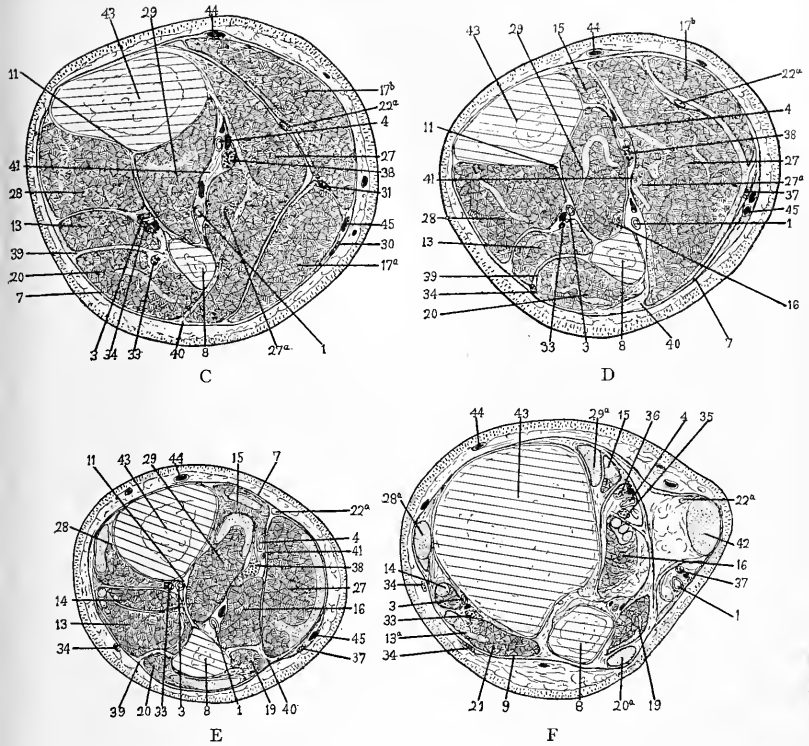 43 29 44
11 17b
22a
4
27
41 38
28 31
13 45
39 30
20 17a
7
3 34 33 40 8 27a 1
C
43 29 15 44 17b
22a
4
11 38
41 27
27a
28 37
45
13 1
39
34 16
20
33 3 8 40 7
D
11 43 29 44 15 7
22a
28 4
41
38
27
14 16
13
34 45
37
39 20 33 3 8 1 19 40
E
44 43 29a 15 36 4 35
28a 22a
42
14 16
34 37
3 1
33
13a
34
21 9 8 20a 19
F